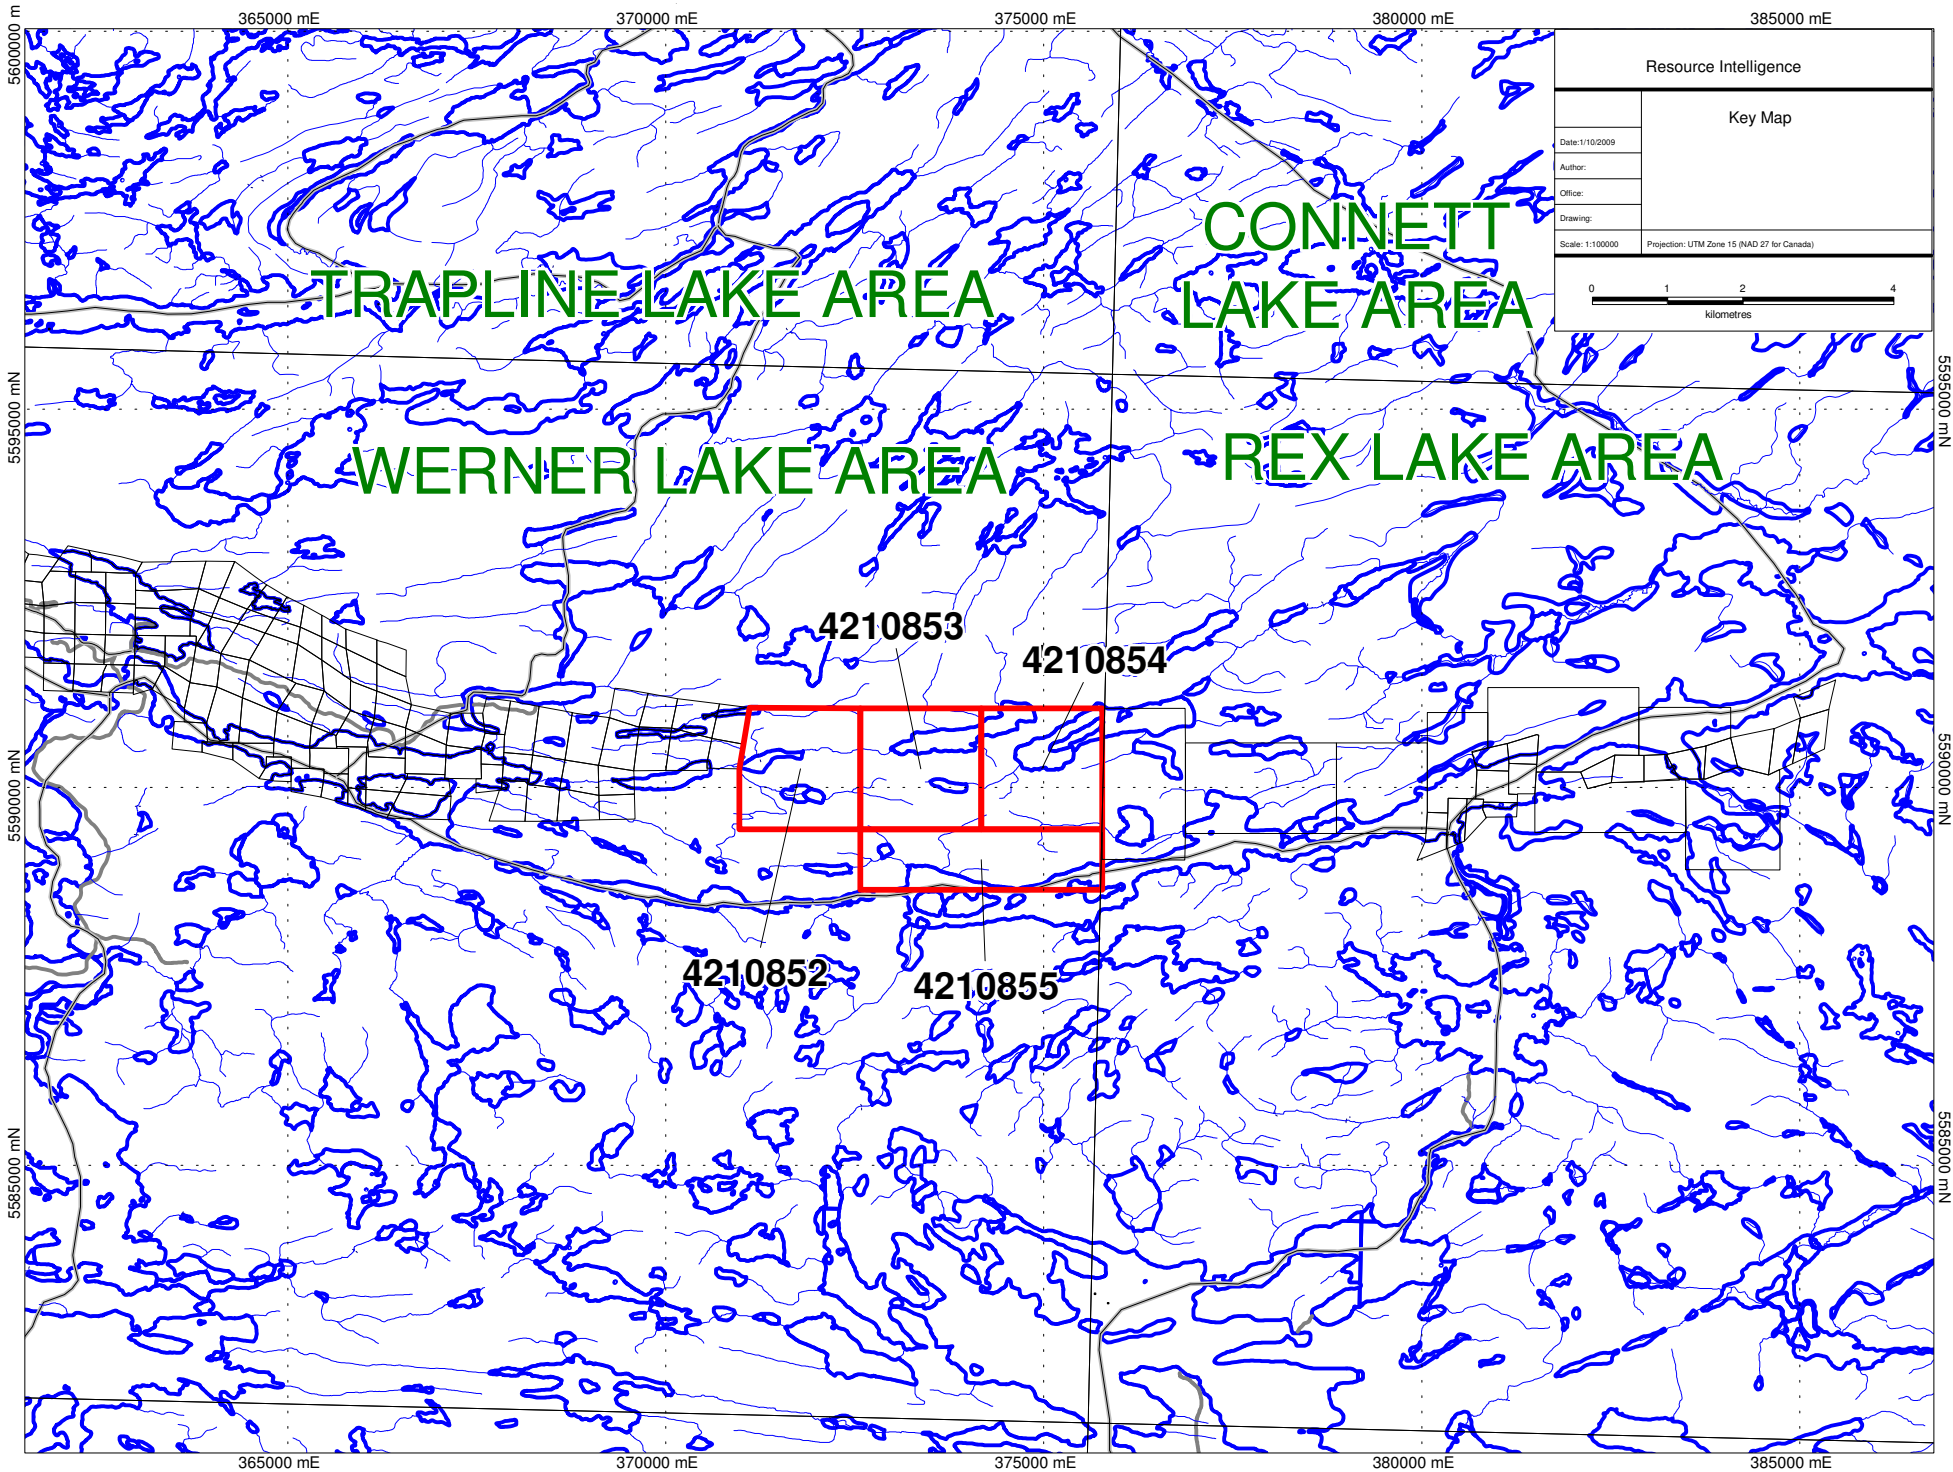 365000 mE
370000 mE
375000 mE
380000 mE
385000 mE
5600000 m
Resource Intelligence
Key Map
Date:1/10/2009
Author:
Office:
Drawing:
Scale: 1:100000
Projection: UTM Zone 15 (NAD 27 for Canada)
0 1 2 4
kilometres
CONNETT
LAKE AREA
TRAPLINE LAKE AREA
5595000 mN
5595000 mN
WERNER LAKE AREA
REX LAKE AREA
4210853
4210854
5590000 mN
5590000 mN
4210852
4210855
5585000 mN
5585000 mN
365000 mE
370000 mE
375000 mE
380000 mE
385000 mE